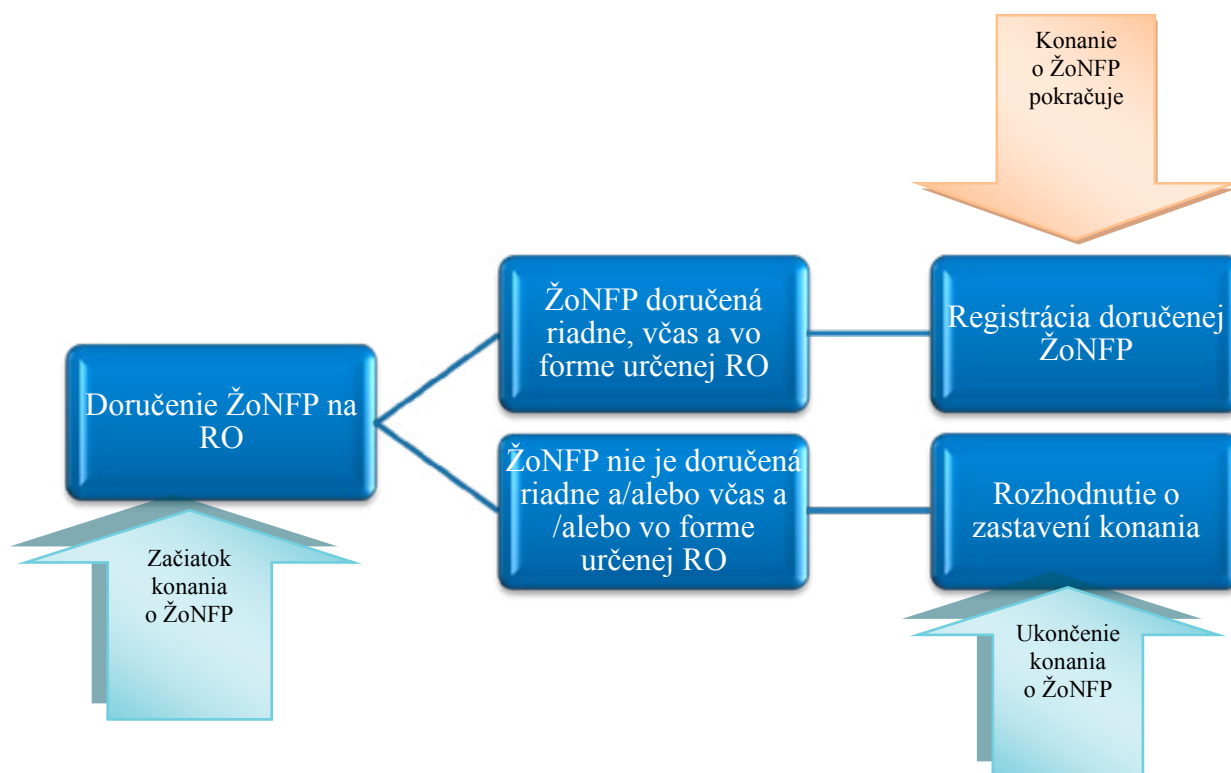 Konanie
o ŽoNFP
pokračuje
ŽoNFP doručená
riadne, včas a vo
forme určenej RO
Registrácia doručenej
ŽoNFP
Doručenie ŽoNFP na
RO
ŽoNFP nie je doručená
riadne a/alebo včas a
/alebo vo forme
určenej RO
Rozhodnutie o
zastavení konania
Začiatok
konania
o ŽoNFP
Ukončenie
konania
o ŽoNFP